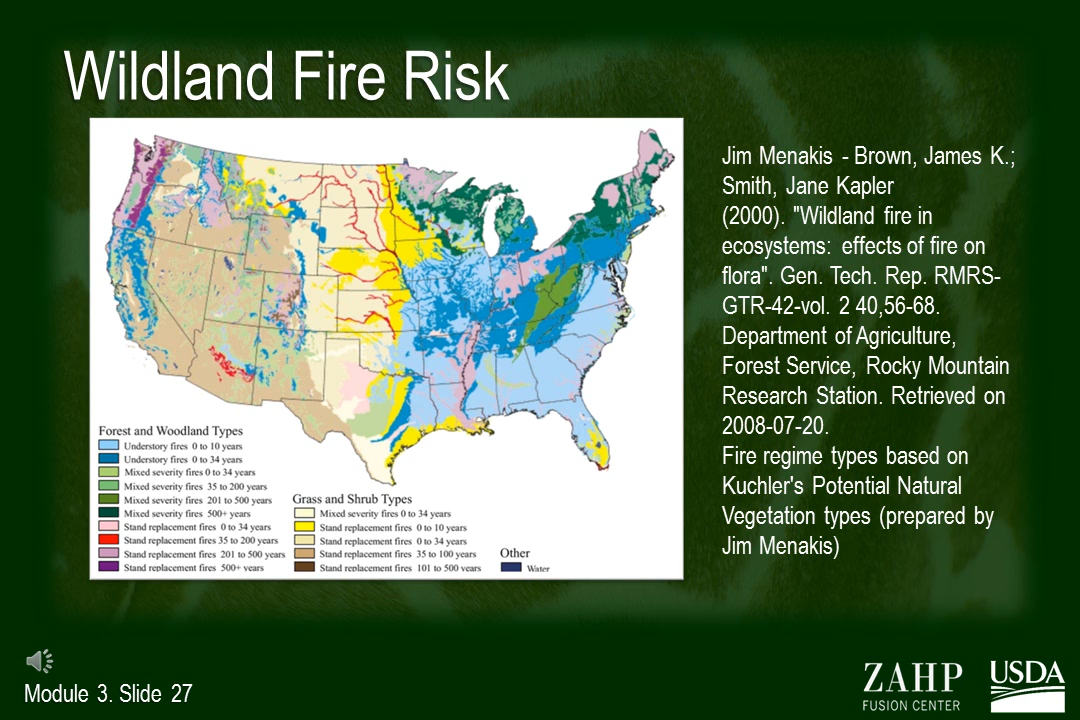 Wildland Fire Risk
Jim Menakis - Brown, James K.;
Smith, Jane Kapler
(2000). "Wildland fire in
ecosystems: effects of fire on
flora". Gen. Tech. Rep. RMRS-
GTR-42-vol. 2 40,56-68.
Department of Agriculture,
Forest Service, Rocky Mountain
Research Station. Retrieved on
2008-07-20.
Fire regime types based on
Kuchler's Potential Natural
Vegetation types (prepared by
Jim Menakis)
Forest and Woodland Types
Understory fires 0 to 10 years
Understory fires 0 to 34 years
Mixed severity fires 0 to 34 years
Mixed severity fires 35 to 200 years
Mixed severity fires 201 to 500 years
Mixed severity fires 500+ years
Stand replacement fires 0 to 34 years
Stand replacement fires 35 to 200 years
Stand replacement fires 201 to 500 years
Stand replacement fires 500+ years
Grass and Shrub Types
Mixed severity fires 0 to 34 years
Stand replacement fires 0 to 10 years
Stand replacement fires 0 to 34 years
Stand replacement fires 35 to 100 years
Stand replacement fires 101 to 500 years
Other
Water
Module 3. Slide 27
ZAHP
FUSION CENTER
USDA